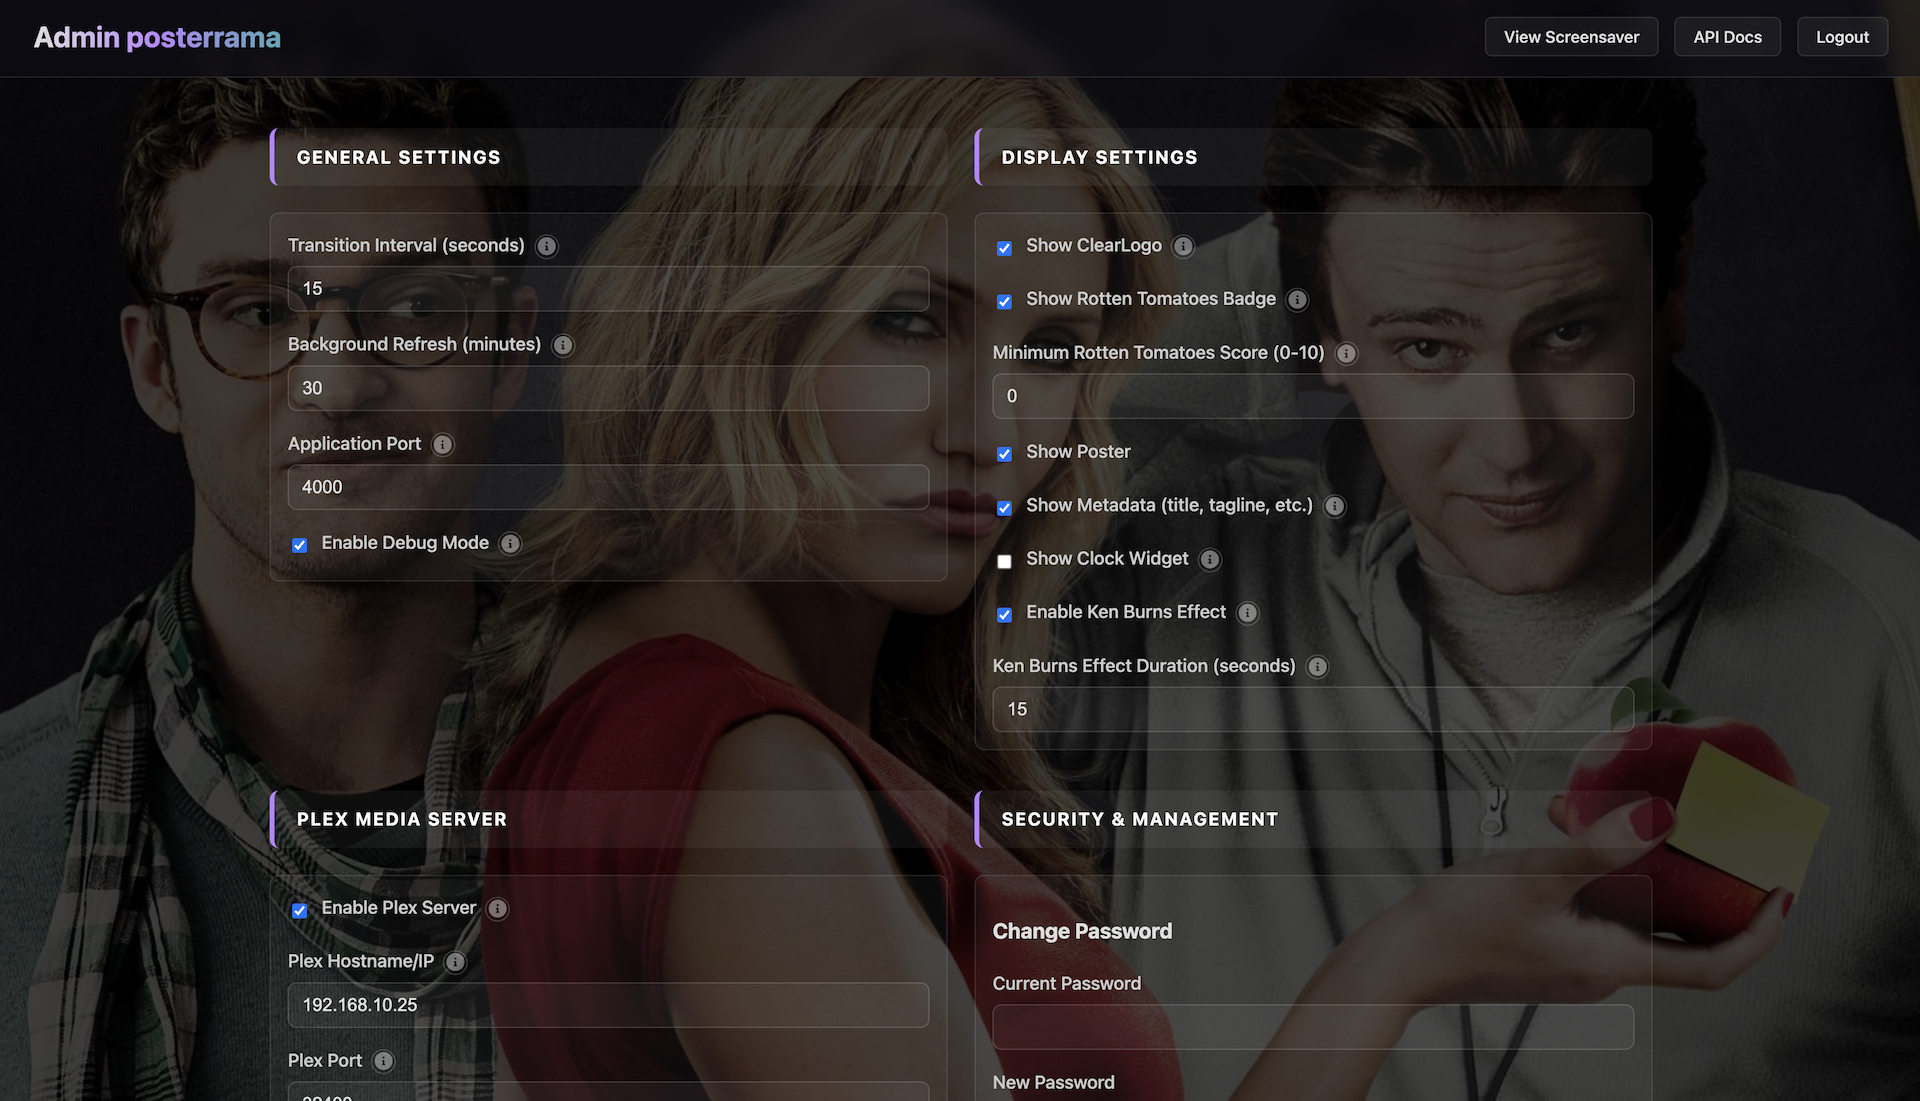 Admin posterrama
View Screensaver
API Docs
Logout
GENERAL SETTINGS
Transition Interval (seconds)
15
Background Refresh (minutes)
30
Application Port
4000
Enable Debug Mode
DISPLAY SETTINGS
Show ClearLogo
Show Rotten Tomatoes Badge
Minimum Rotten Tomatoes Score (0-10)
0
Show Poster
Show Metadata (title, tagline, etc.)
Show Clock Widget
Enable Ken Burns Effect
Ken Burns Effect Duration (seconds)
15
PLEX MEDIA SERVER
Enable Plex Server
Plex Hostname/IP
192.168.10.25
Plex Port
SECURITY & MANAGEMENT
Change Password
Current Password
New Password